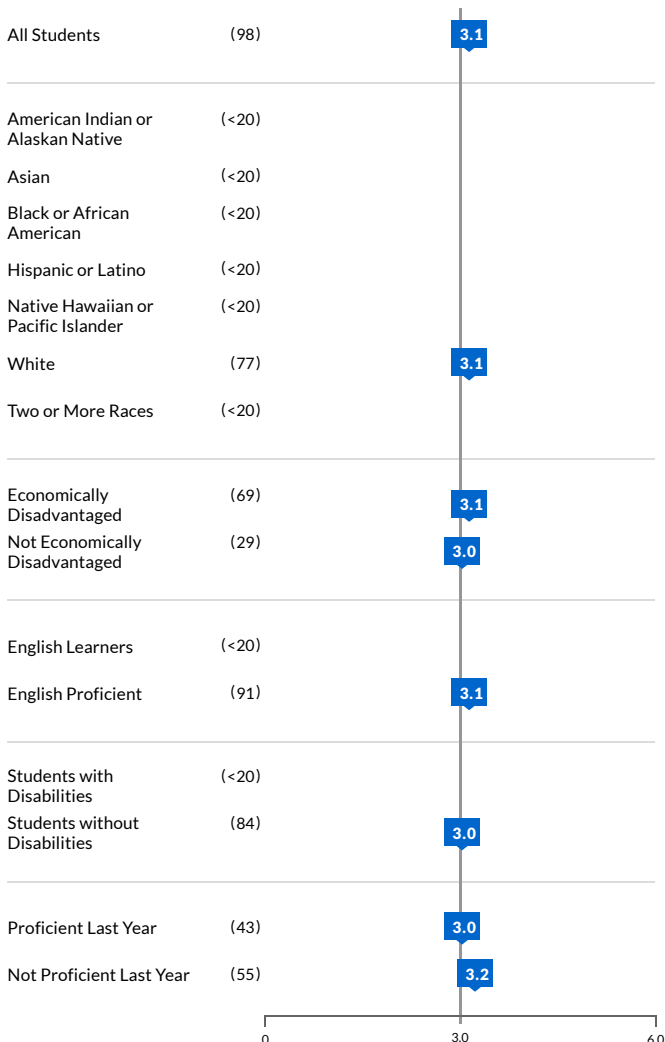 All Students (98) 3.1
American Indian or (<20)
Alaskan Native
Asian (<20)
Black or African (<20)
American
Hispanic or Latino (<20)
Native Hawaiian or (<20)
Pacific Islander
White (77) 3.1
Two or More Races (<20)
Economically (69) 3.1
Disadvantaged
Not Economically (29) 3.0
Disadvantaged
English Learners (<20)
English Proficient (91) 3.1
Students with (<20)
Disabilities
Students without (84) 3.0
Disabilities
Proficient Last Year (43) 3.0
Not Proficient Last Year (55) 3.2
0 3.0 6.0